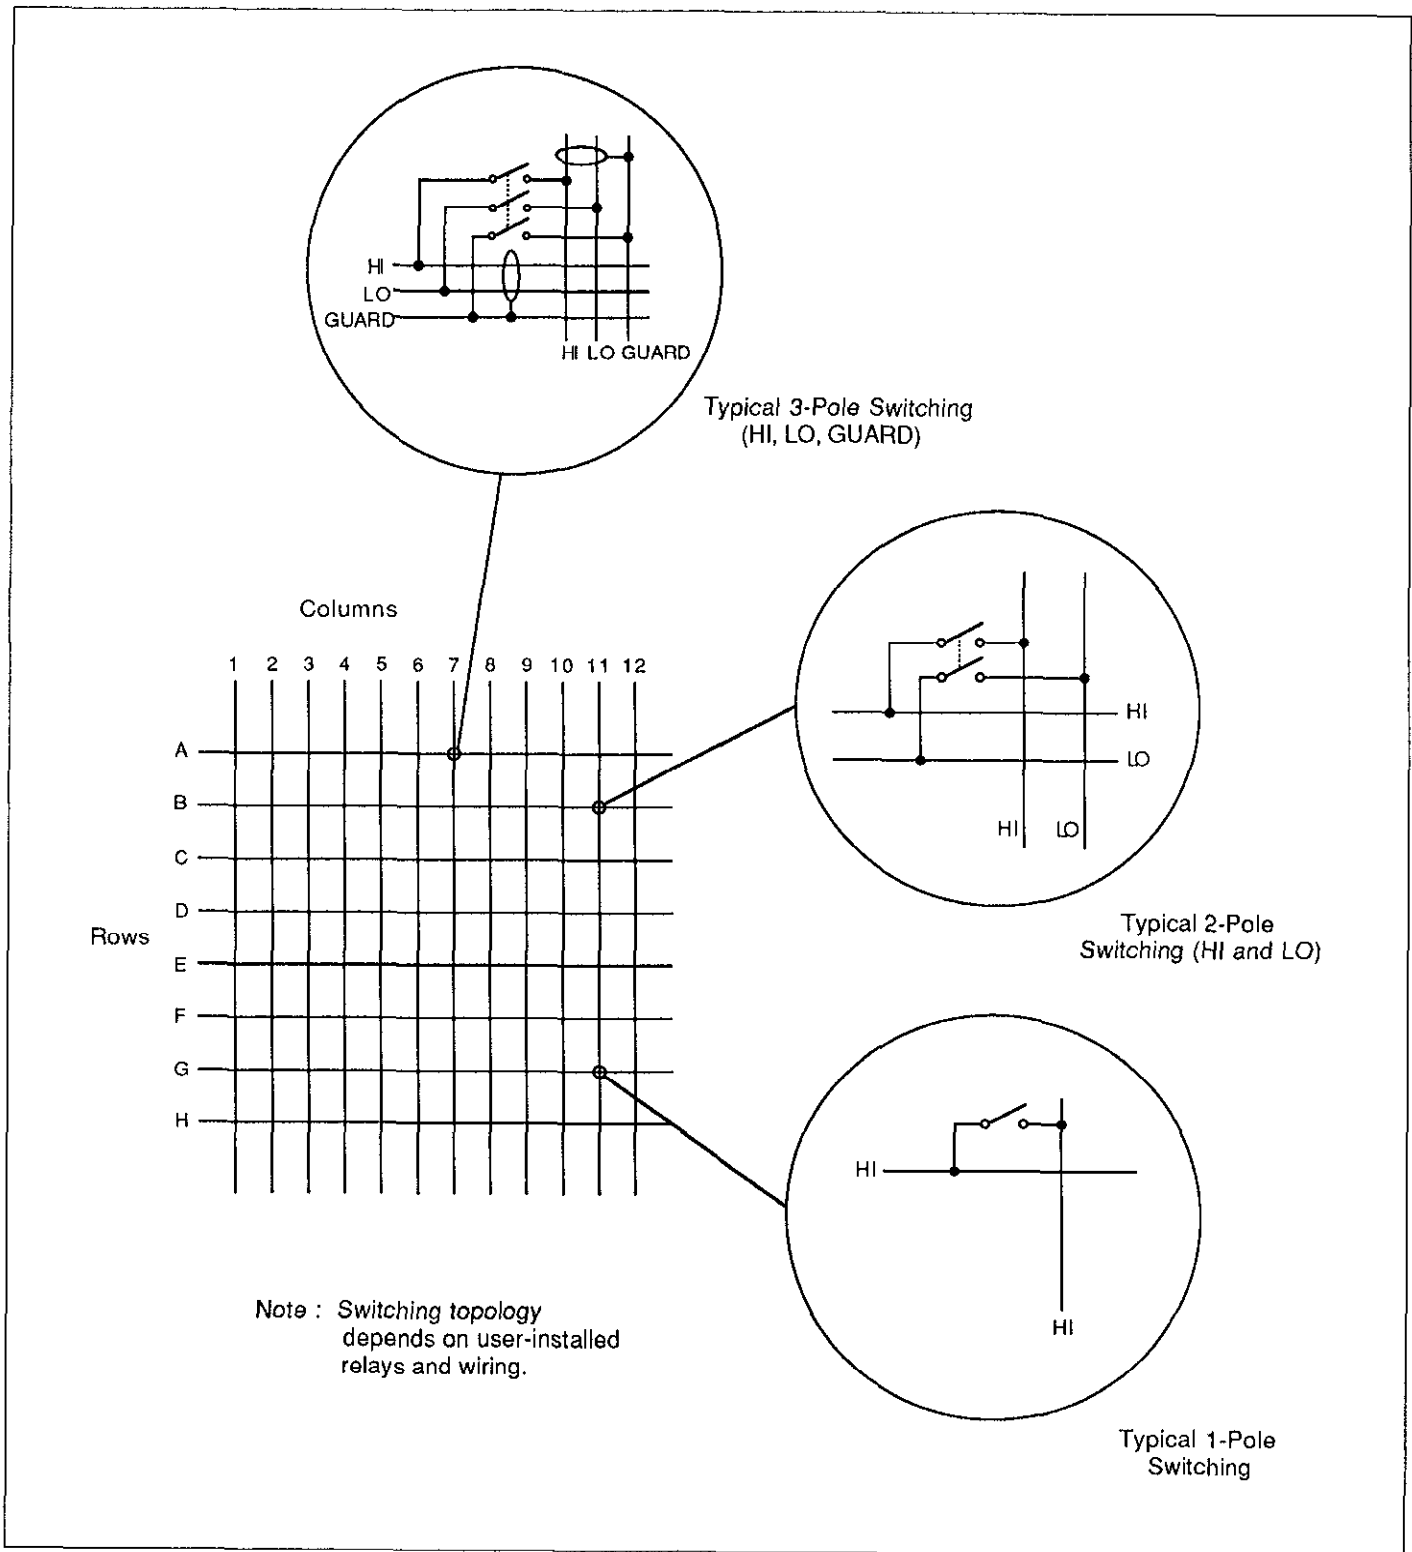 HI
LO
GUARD
HI LO GUARD
Typical 3-Pole Switching
(HI, LO, GUARD)
Columns
1 2 3 4 5 6 7 8 9 10 11 12
A
B
C
D
Rows
E
F
G
H
HI
LO
HI LO
Typical 2-Pole
Switching (HI and LO)
HI
HI
Typical 1-Pole
Switching
Note : Switching topology
depends on user-installed
relays and wiring.